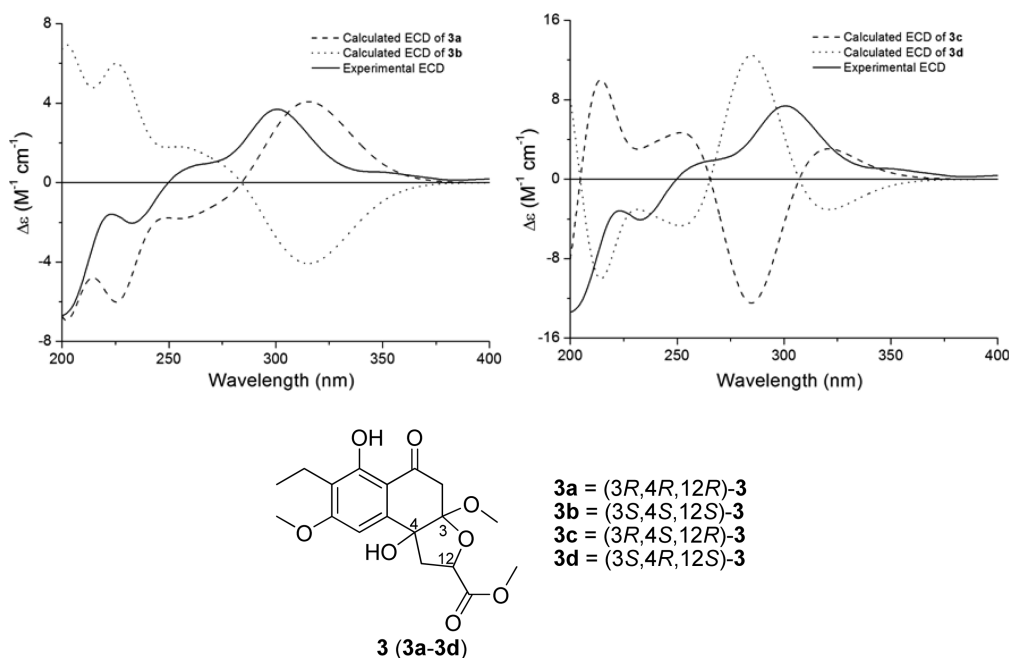 8
4
0
-4
-8
200
250
300
350
400
Δε (M⁻¹ cm⁻¹)
Wavelength (nm)
Calculated ECD of 3a
Calculated ECD of 3b
Experimental ECD
16
8
0
-8
-16
200
250
300
350
400
Δε (M⁻¹ cm⁻¹)
Wavelength (nm)
Calculated ECD of 3c
Calculated ECD of 3d
Experimental ECD
OH
O
O
4
3
O
HO
12
O
O
O
3 (3a-3d)
3a = (3R,4R,12R)-3
3b = (3S,4S,12S)-3
3c = (3R,4S,12R)-3
3d = (3S,4R,12S)-3